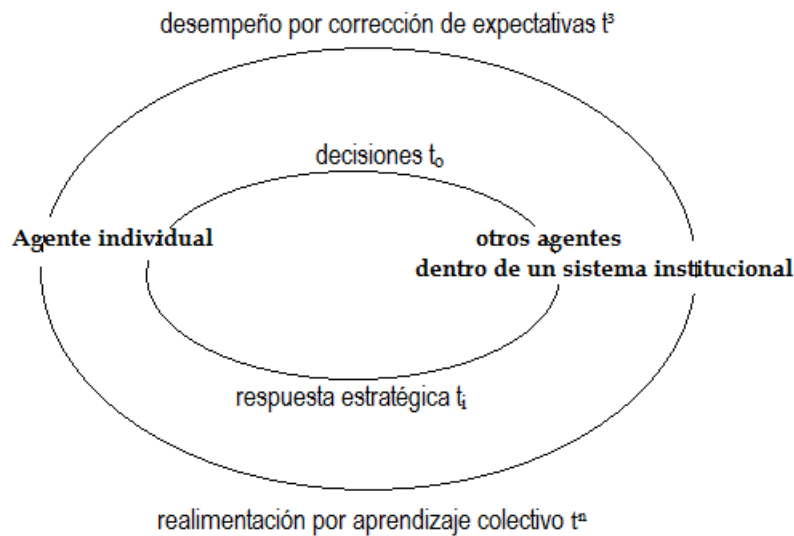 desempeño por corrección de expectativas t³
decisiones t₀
Agente individual
otros agentes
dentro de un sistema institucional
respuesta estratégica tᵢ
realimentación por aprendizaje colectivo tⁿ